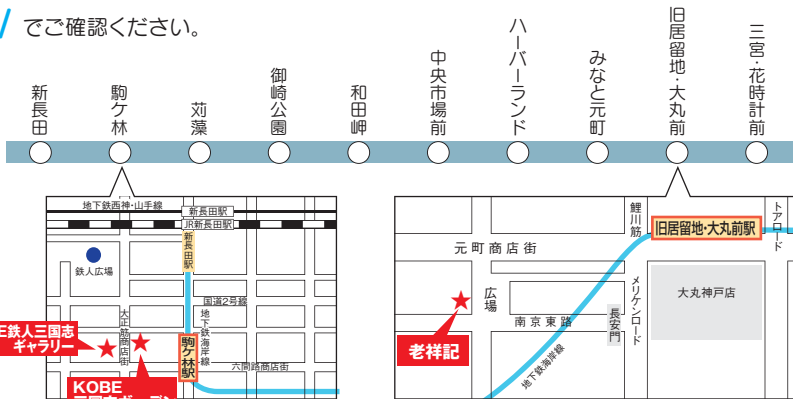 でご確認ください。
新長田
駒ケ林
苅藻
御崎公園
和田岬
中央市場前
ハーバーランド
みなと元町
旧居留地・大丸前
三宮・花時計前
地下鉄西神・山手線
新長田駅
JR新長田駅
新長田駅
鉄人広場
国道2号線
大正筋商店街
地下鉄海岸線
駒ケ林駅
六間路商店街
正鉄人三国志
ギャラリー
KOBE
鯉川筋
旧居留地・大丸前駅
トアロード
元町商店街
広場
メリケンロード
大丸神戸店
南京東路
長安門
老祥記
地下鉄海岸線